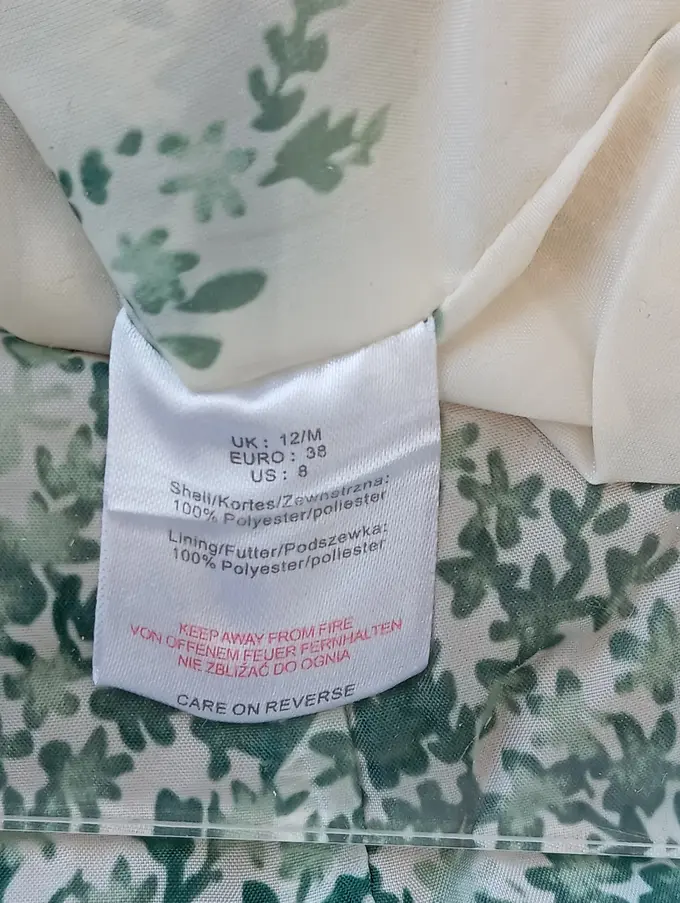 UK: 12/M
EURO: 38
US: 8
Shell/Kortes/Zewnetrzna:
100% Polyester/poliester
Lining/Futter/Podszewka:
100% Polyester/poliester
KEEP AWAY FROM FIRE
VON OFFENEM FEUER FERNHALTEN
NIE ZBLIŻAĆ DO OGNIA
CARE ON REVERSE